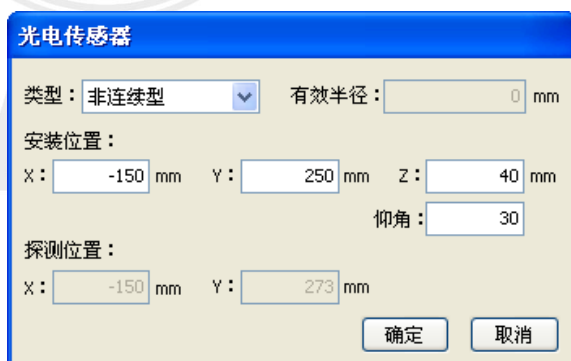 光电传感器
类型：非连续型 有效半径：0 mm
安装位置：
X：-150 mm Y：250 mm Z：40 mm
仰角：30
探测位置：
X：-150 mm Y：273 mm
确定 取消